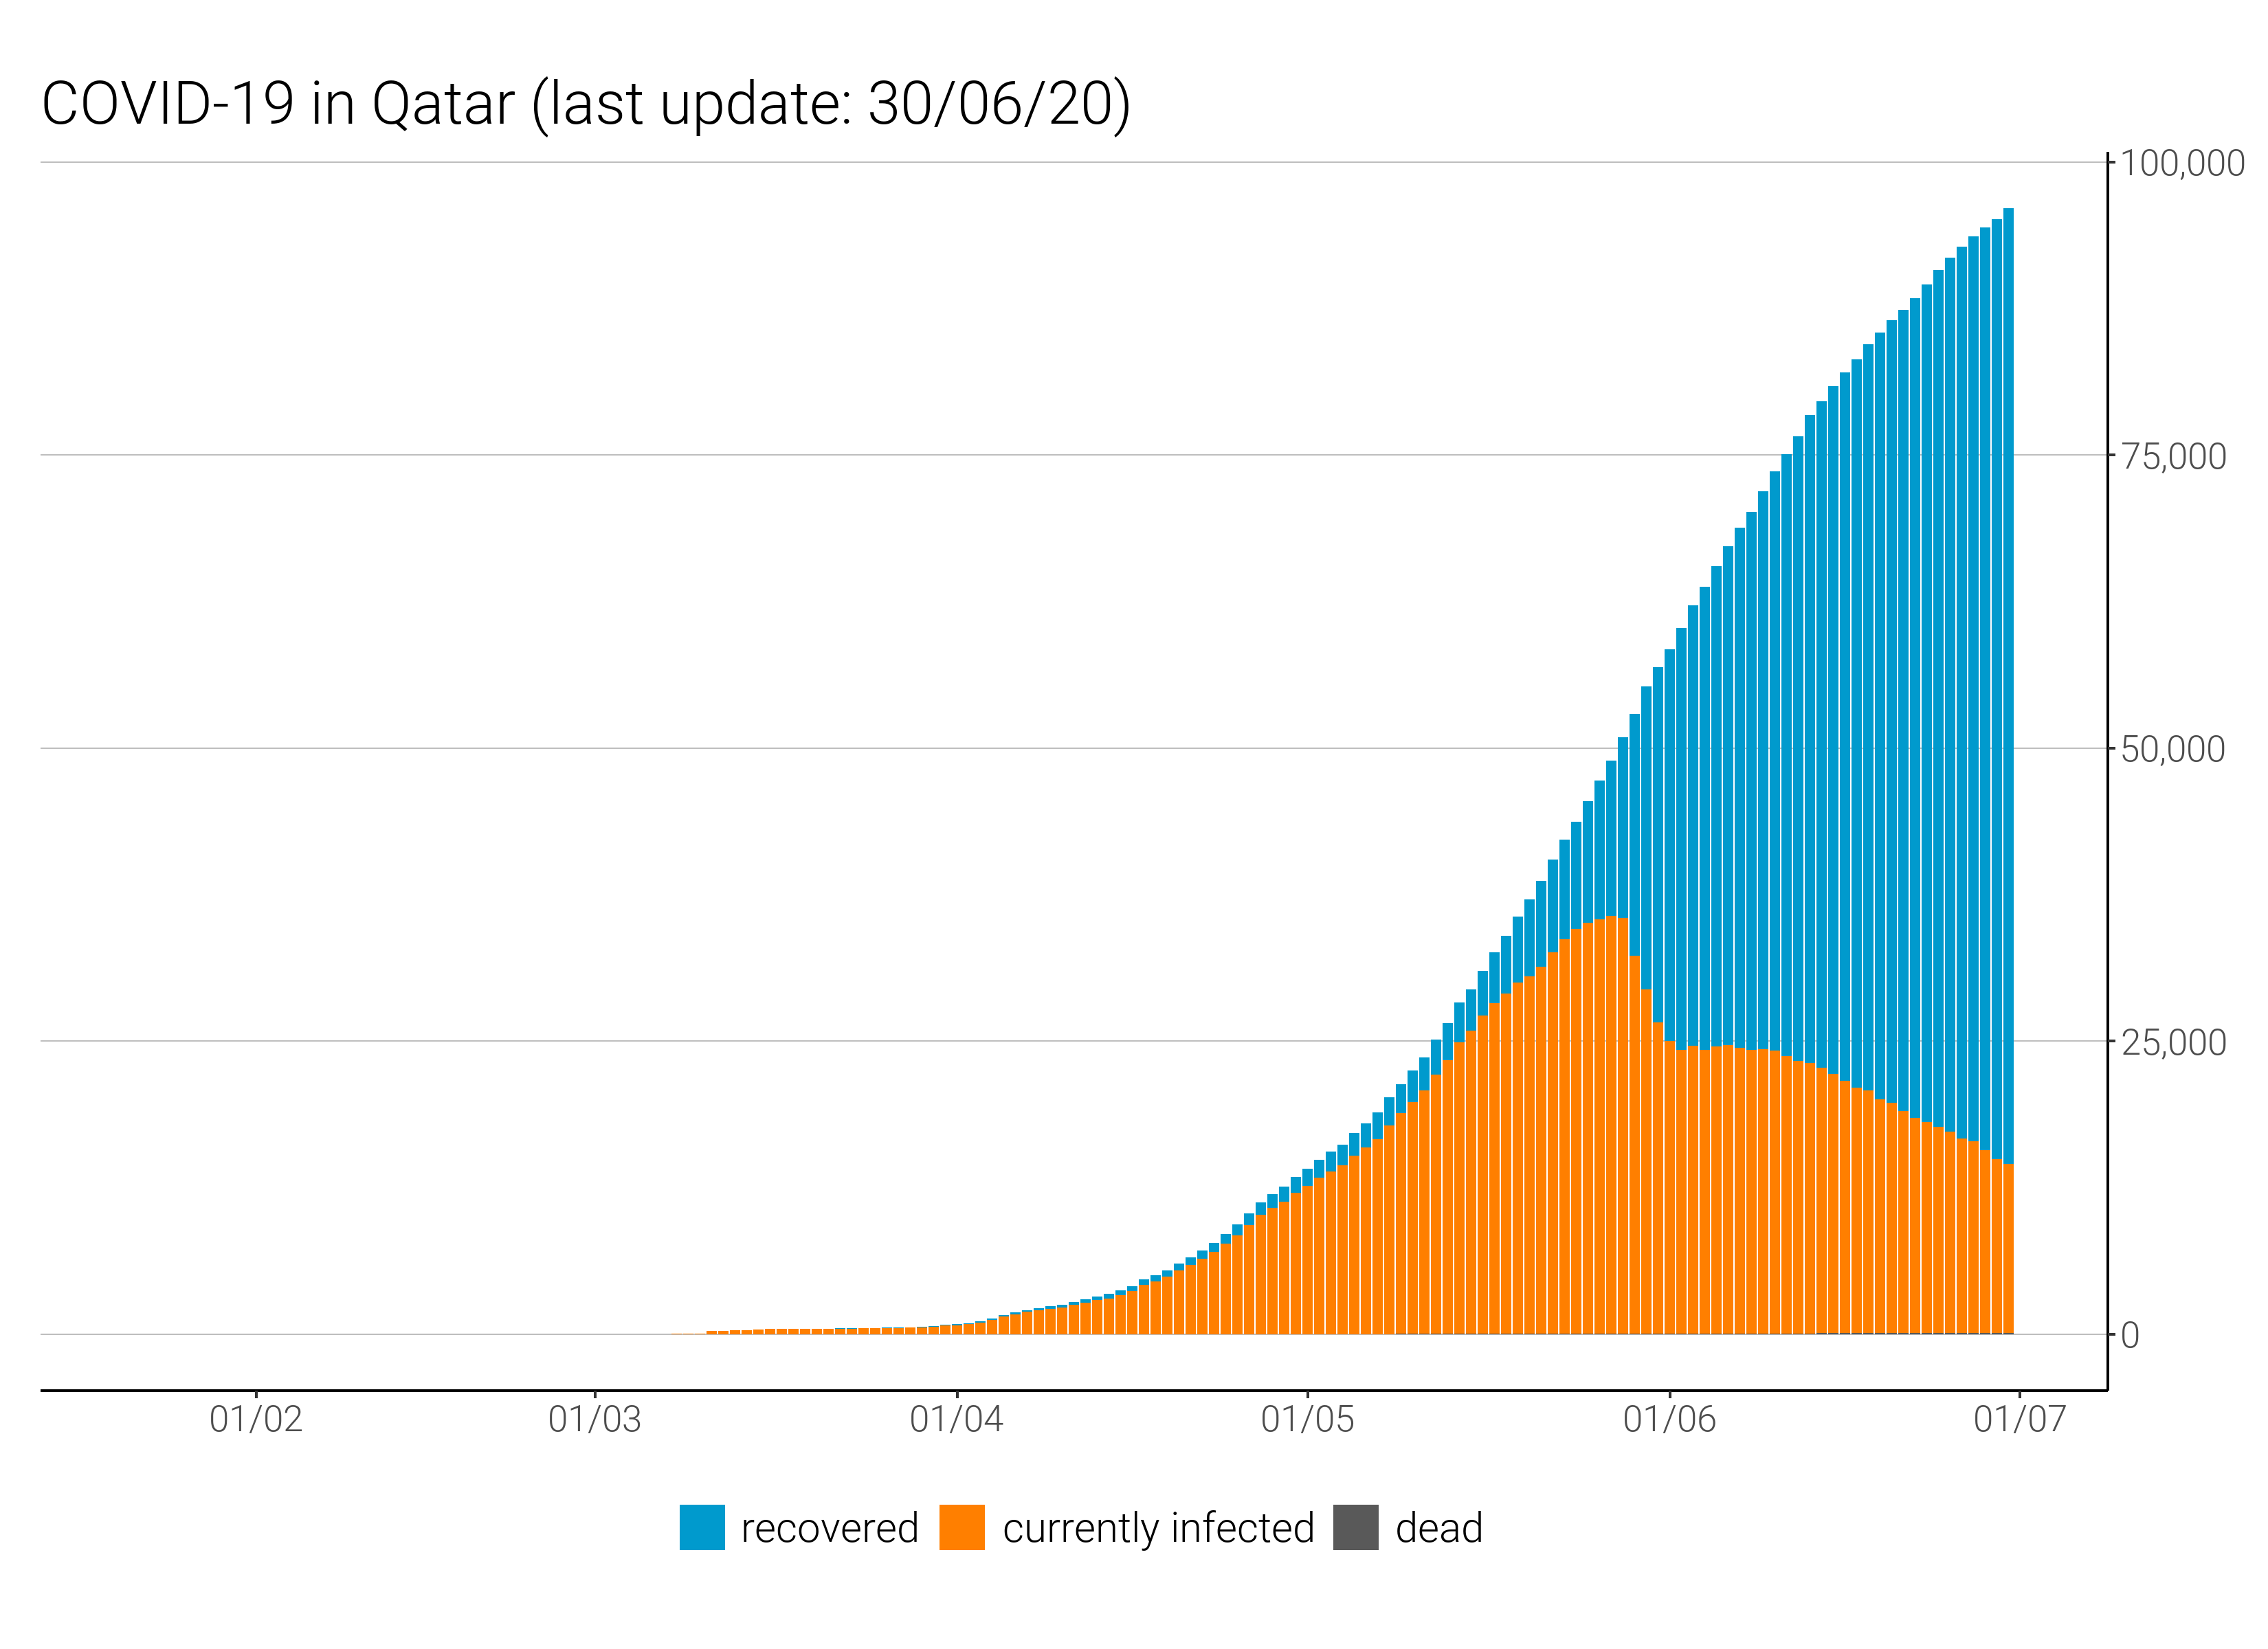 COVID-19 in Qatar (last update: 30/06/20)
100,000
75,000
50,000
25,000
0
01/02 01/03 01/04 01/05 01/06 01/07
recovered currently infected dead